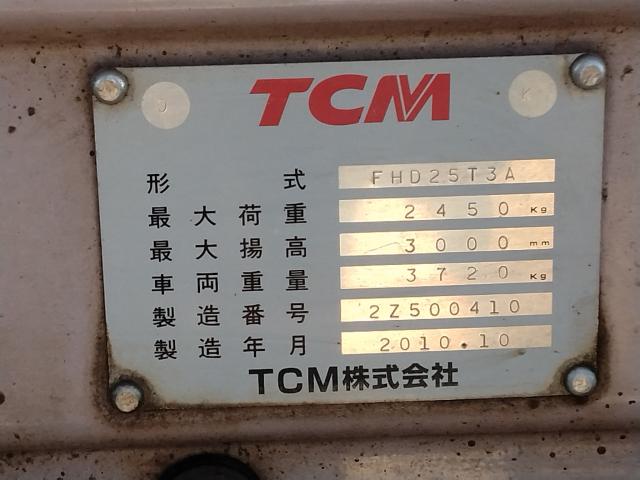 J
TCM
K
形式 FHD25T3A
最大荷重 2450 Kg
最大揚高 3000 mm
車両重量 3720 Kg
製造番号 2Z500410
製造年月 2010.10
TCM株式会社